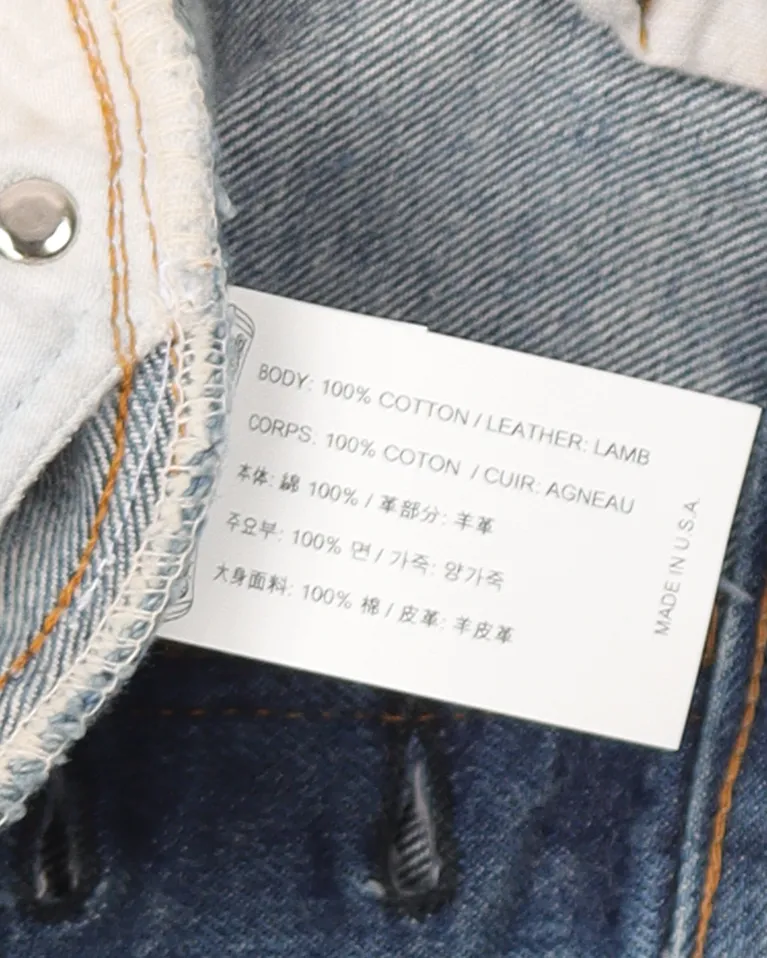 BODY: 100% COTTON / LEATHER: LAMB
CORPS: 100% COTON / CUIR: AGNEAU
本体: 綿 100% / 革部分: 羊革
주요부: 100% 면 / 가죽: 양가죽
大身面料: 100% 棉 / 皮革: 羊皮革
MADE IN U.S.A.